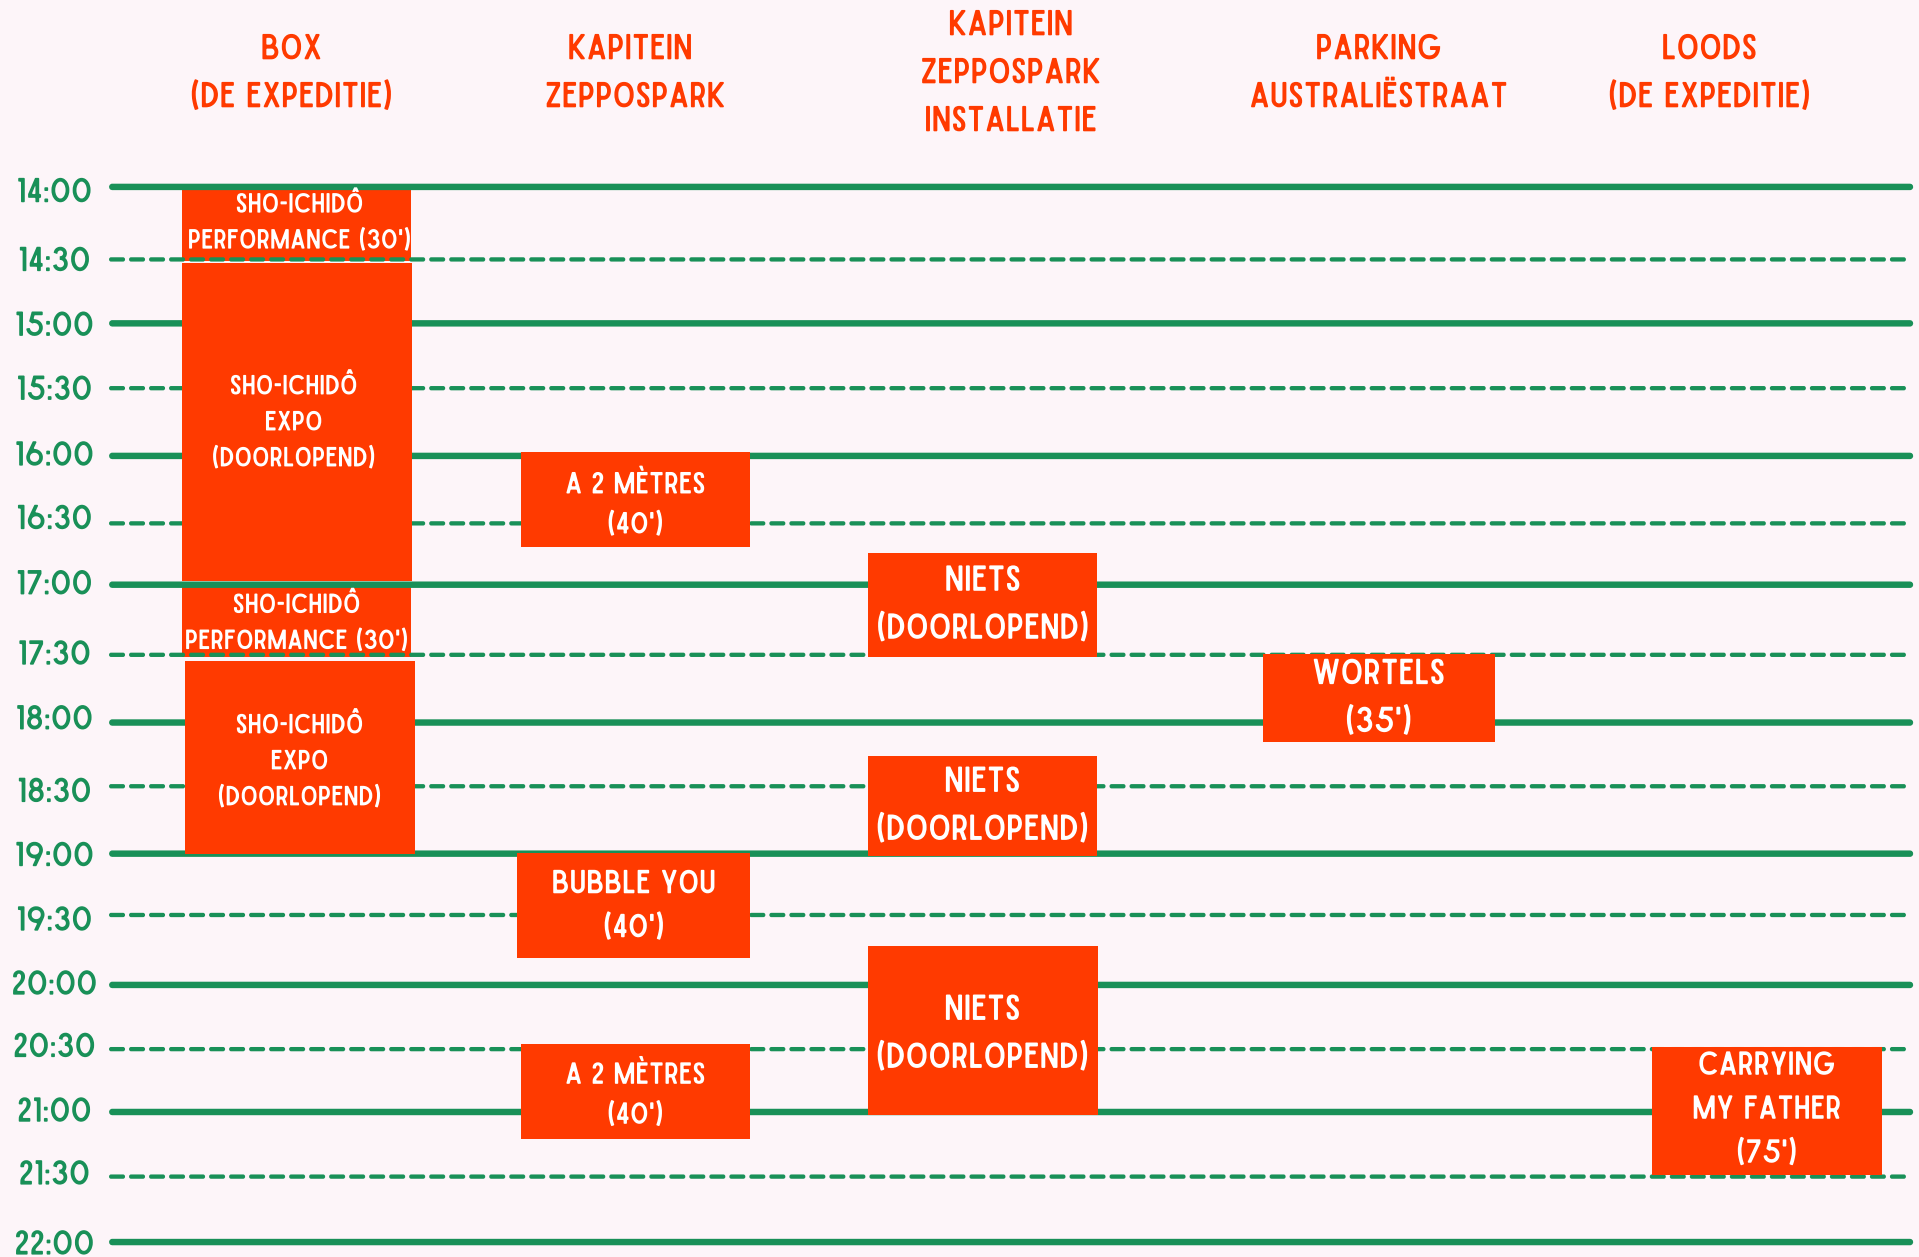 BOX
(DE EXPEDITIE)
KAPITEIN
ZEPPOSPARK
KAPITEIN
ZEPPOSPARK
INSTALLATIE
PARKING
AUSTRALIËSTRAAT
LOODS
(DE EXPEDITIE)
14:00
SHO-ICHIDÔ
PERFORMANCE (30')
14:30
15:00
15:30
SHO-ICHIDÔ
EXPO
(DOORLOPEND)
16:00
A 2 MÈTRES
(40')
16:30
17:00
NIETS
(DOORLOPEND)
SHO-ICHIDÔ
PERFORMANCE (30')
17:30
WORTELS
(35')
18:00
SHO-ICHIDÔ
EXPO
(DOORLOPEND)
18:30
NIETS
(DOORLOPEND)
19:00
BUBBLE YOU
(40')
19:30
20:00
NIETS
(DOORLOPEND)
20:30
A 2 MÈTRES
(40')
CARRYING
MY FATHER
(75')
21:00
21:30
22:00